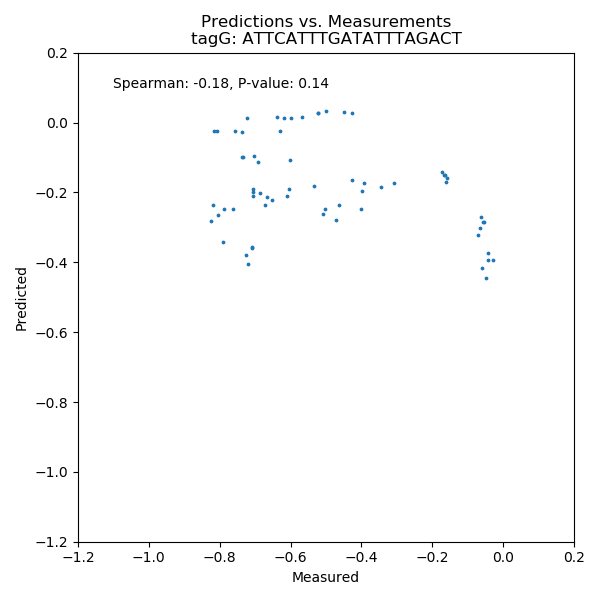 Predictions vs. Measurements
tagG: ATTCATTTGATATTTAGACT
Spearman: -0.18, P-value: 0.14
Predicted
0.2
0.0
−0.2
−0.4
−0.6
−0.8
−1.0
−1.2
−1.2 −1.0 −0.8 −0.6 −0.4 −0.2 0.0 0.2
Measured